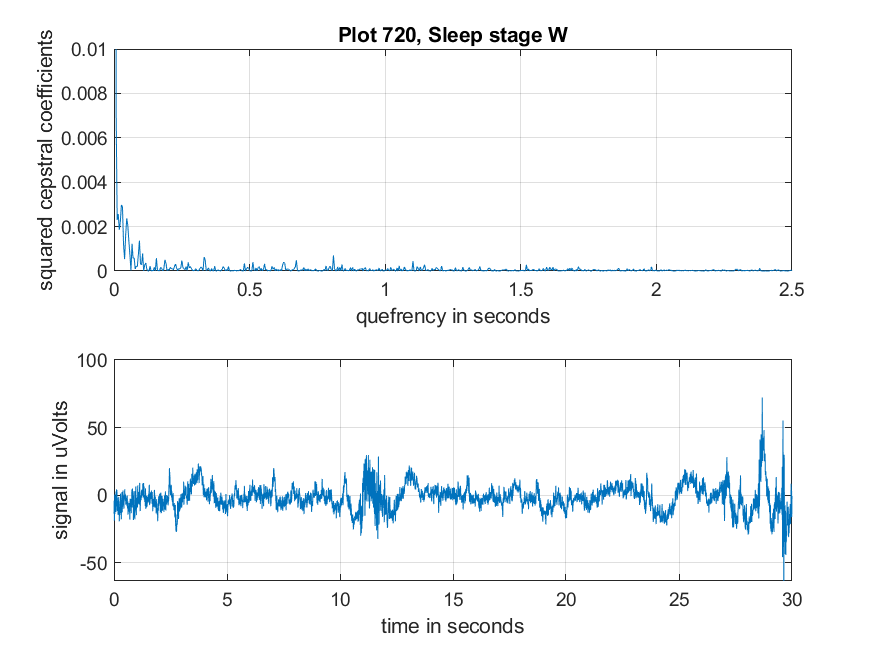 Plot 720, Sleep stage W
squared cepstral coefficients
0.01
0.008
0.006
0.004
0.002
0
0 0.5 1 1.5 2 2.5
quefrency in seconds
signal in uVolts
100
50
0
-50
0 5 10 15 20 25 30
time in seconds